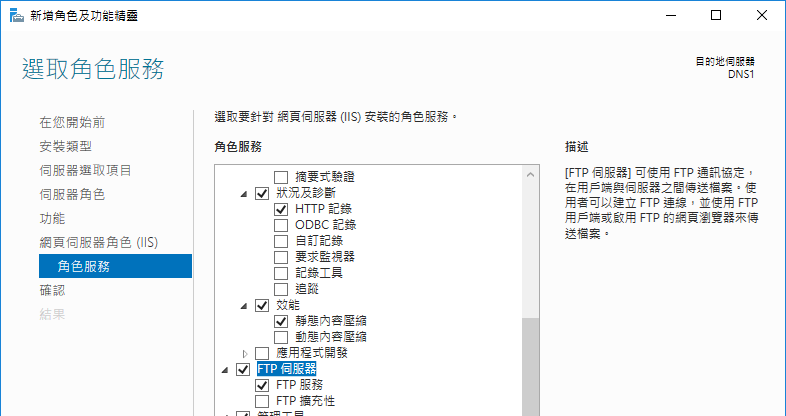 新增角色及功能精靈
選取角色服務
目的地伺服器
DNS1
在您開始前
安裝類型
伺服器選取項目
伺服器角色
功能
網頁伺服器角色 (IIS)
角色服務
確認
結果
選取要針對 網頁伺服器 (IIS) 安裝的角色服務。
角色服務
摘要式驗證
狀況及診斷
HTTP 記錄
ODBC 記錄
自訂記錄
要求監視器
記錄工具
追蹤
效能
靜態內容壓縮
動態內容壓縮
應用程式開發
FTP 伺服器
FTP 服務
FTP 擴充性
管理工具
描述
[FTP 伺服器] 可使用 FTP 通訊協定，
在用戶端與伺服器之間傳送檔案。使
用者可以建立 FTP 連線，並使用 FTP
用戶端或啟用 FTP 的網頁瀏覽器來傳
送檔案。